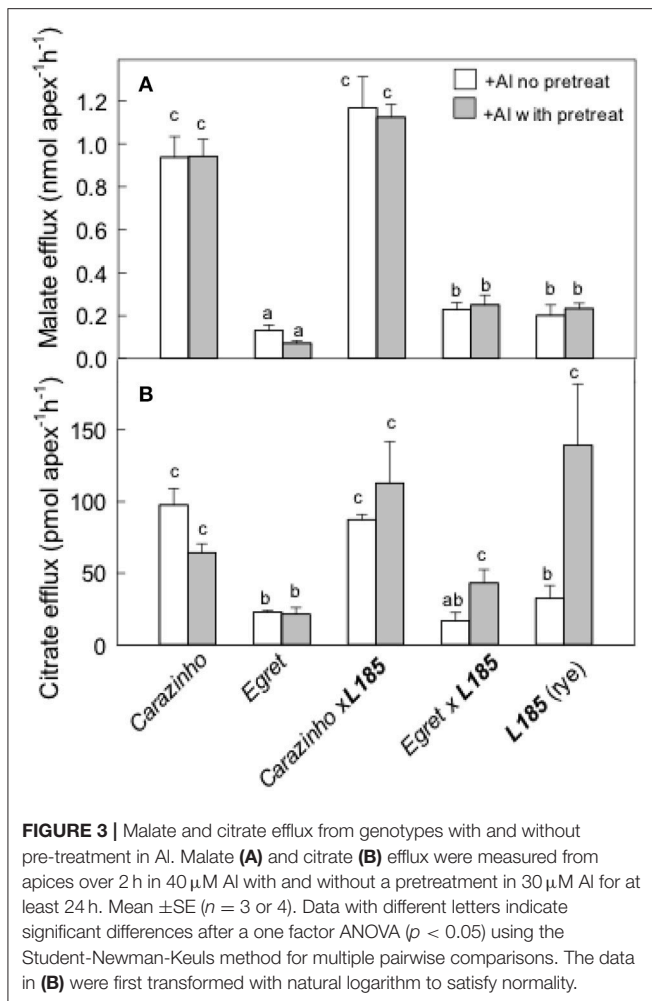 A
+Al no pretreat
+Al with pretreat
Malate efflux (nmol apex⁻¹h⁻¹)
1.2
1.0
0.8
0.6
0.4
0.2
0.0
c c
a a
c c
b b
b b
B
Citrate efflux (pmol apex⁻¹h⁻¹)
150
100
50
0
c c
b b
c c
ab c
b c
Carazinho
Egret
Carazinho x L185
Egret x L185
L185 (rye)
FIGURE 3 | Malate and citrate efflux from genotypes with and without
pre-treatment in Al. Malate (A) and citrate (B) efflux were measured from
apices over 2 h in 40 μM Al with and without a pretreatment in 30 μM Al for at
least 24 h. Mean ±SE (n = 3 or 4). Data with different letters indicate
significant differences after a one factor ANOVA (p < 0.05) using the
Student-Newman-Keuls method for multiple pairwise comparisons. The data
in (B) were first transformed with natural logarithm to satisfy normality.